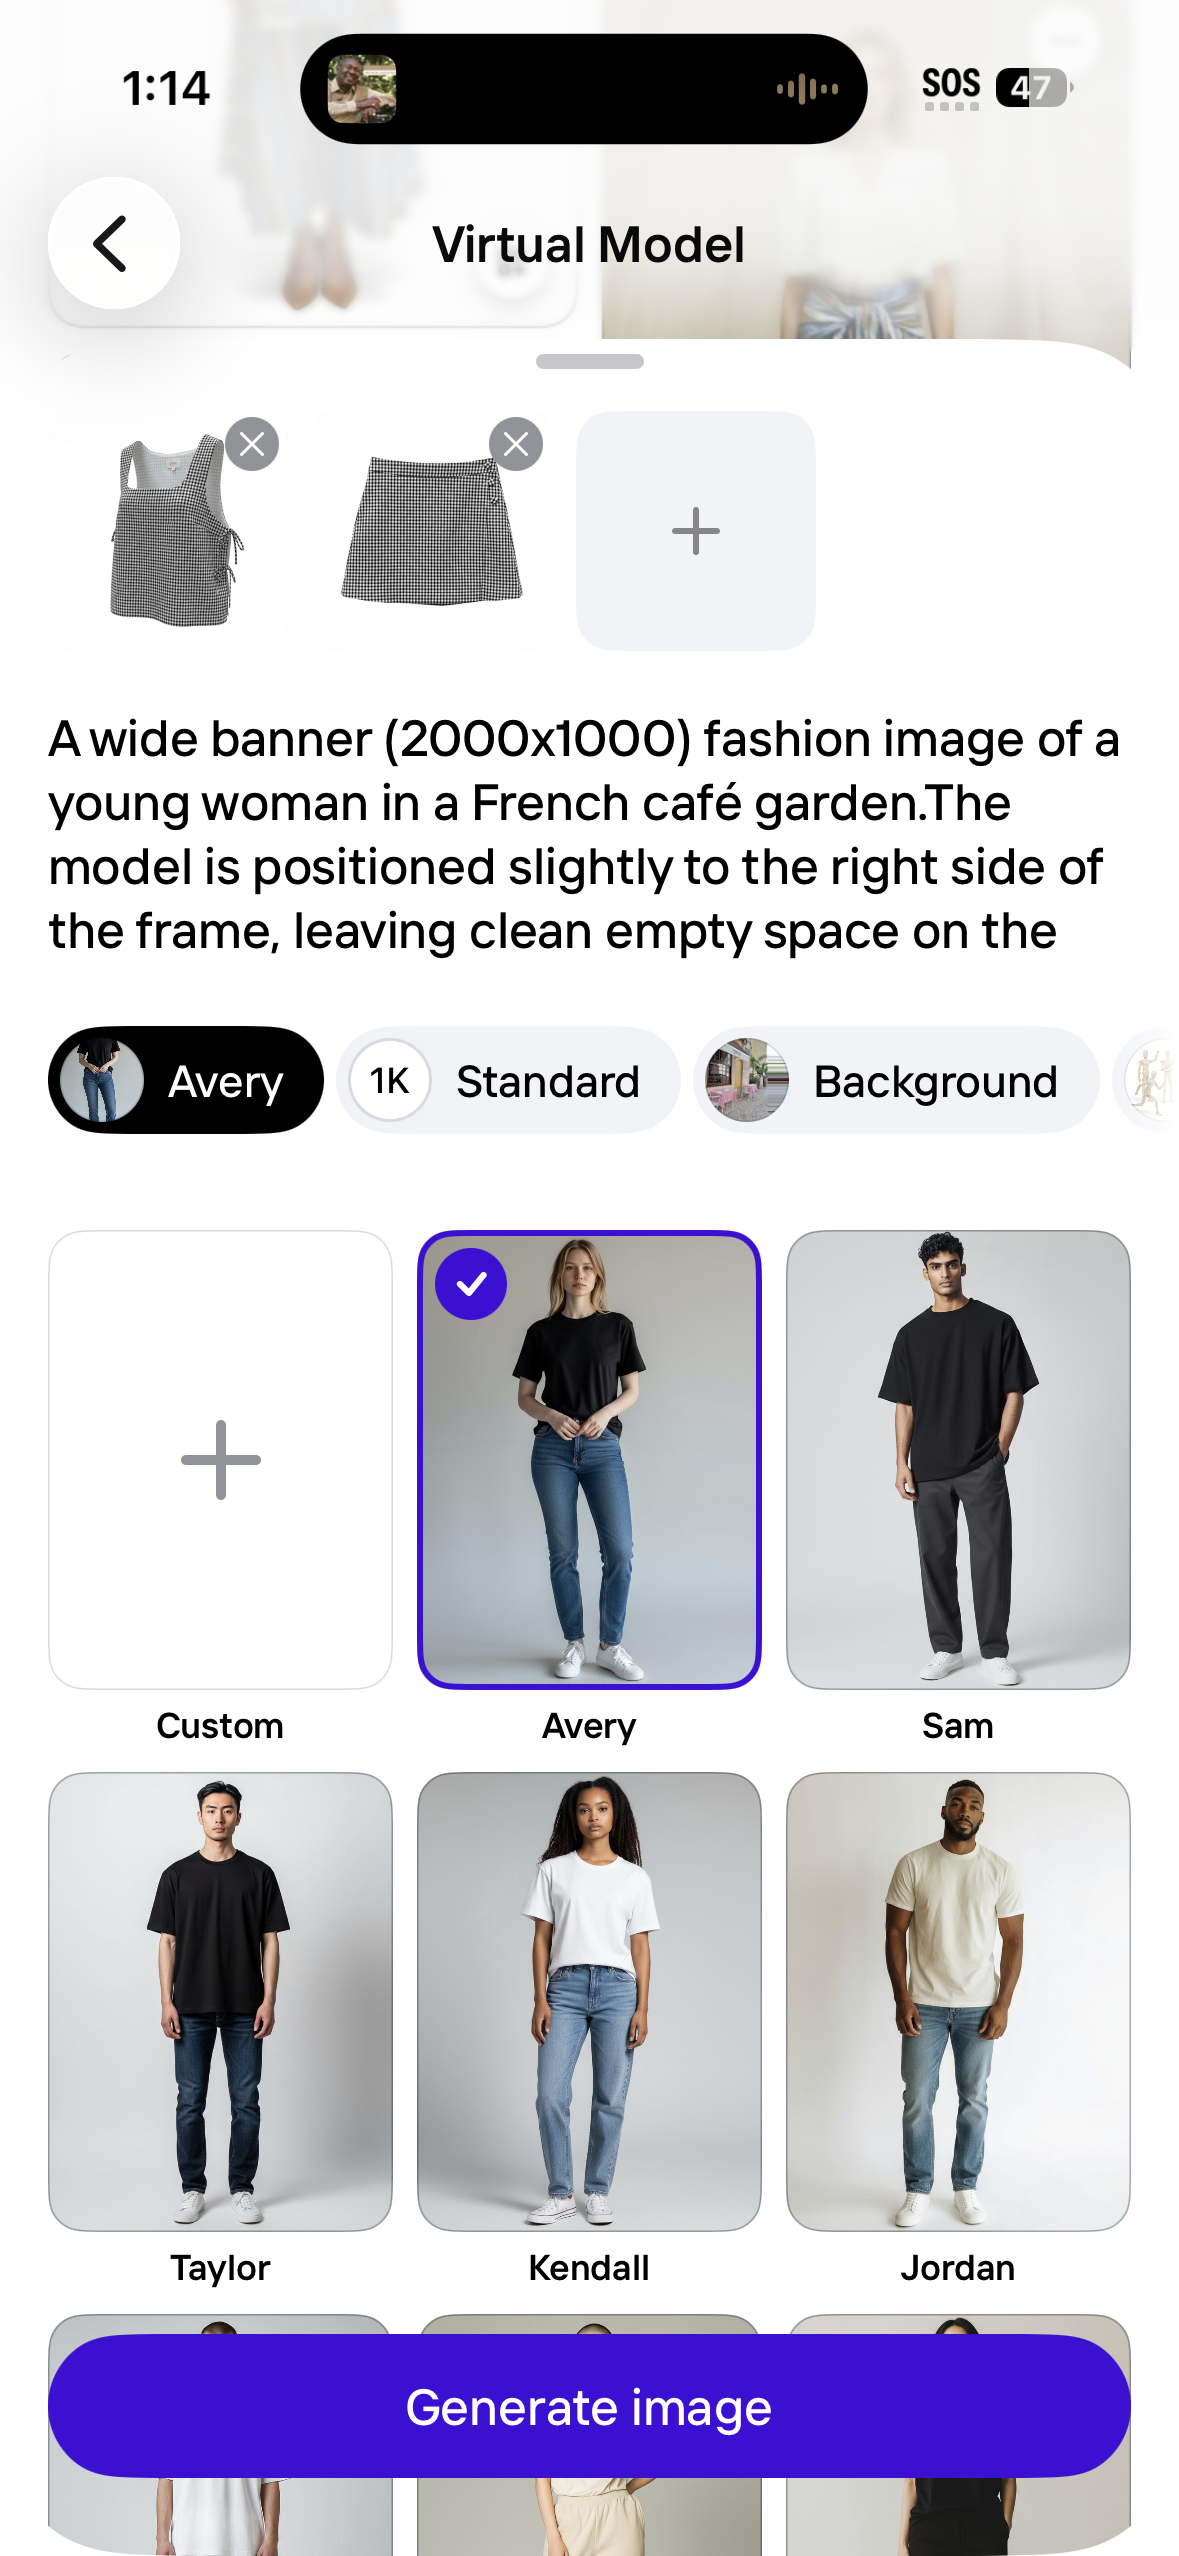 1:14
SOS
47
Virtual Model
A wide banner (2000x1000) fashion image of a
young woman in a French café garden.The
model is positioned slightly to the right side of
the frame, leaving clean empty space on the
Avery
1K
Standard
Background
Custom
Avery
Sam
Taylor
Kendall
Jordan
Generate image